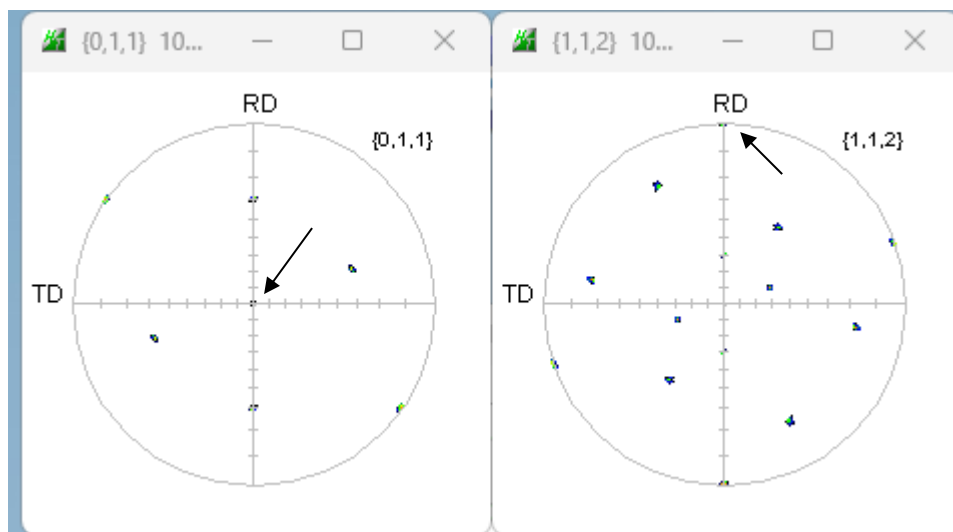 {0,1,1} 10...
RD
{0,1,1}
TD
{1,1,2} 10...
RD
{1,1,2}
TD